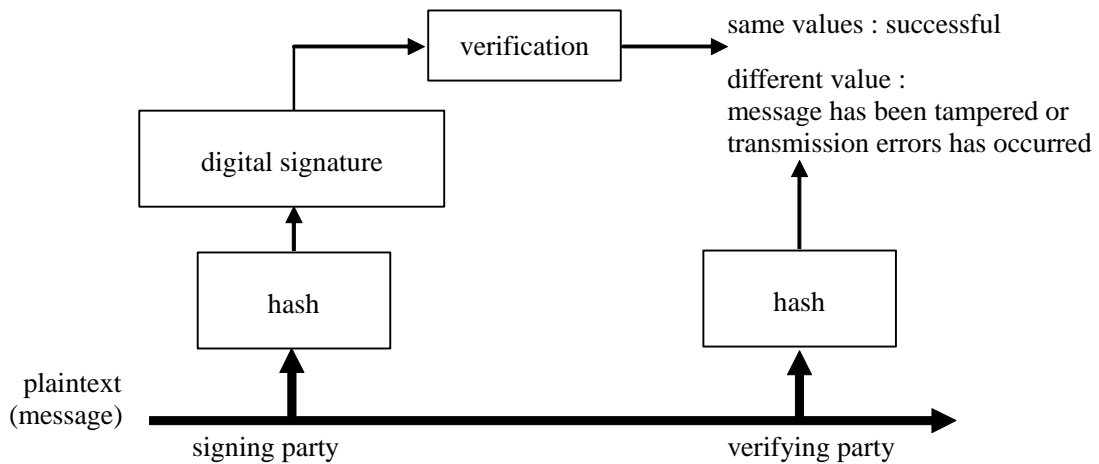 verification
same values : successful
different value :
message has been tampered or
transmission errors has occurred
digital signature
hash
hash
plaintext
(message)
signing party
verifying party